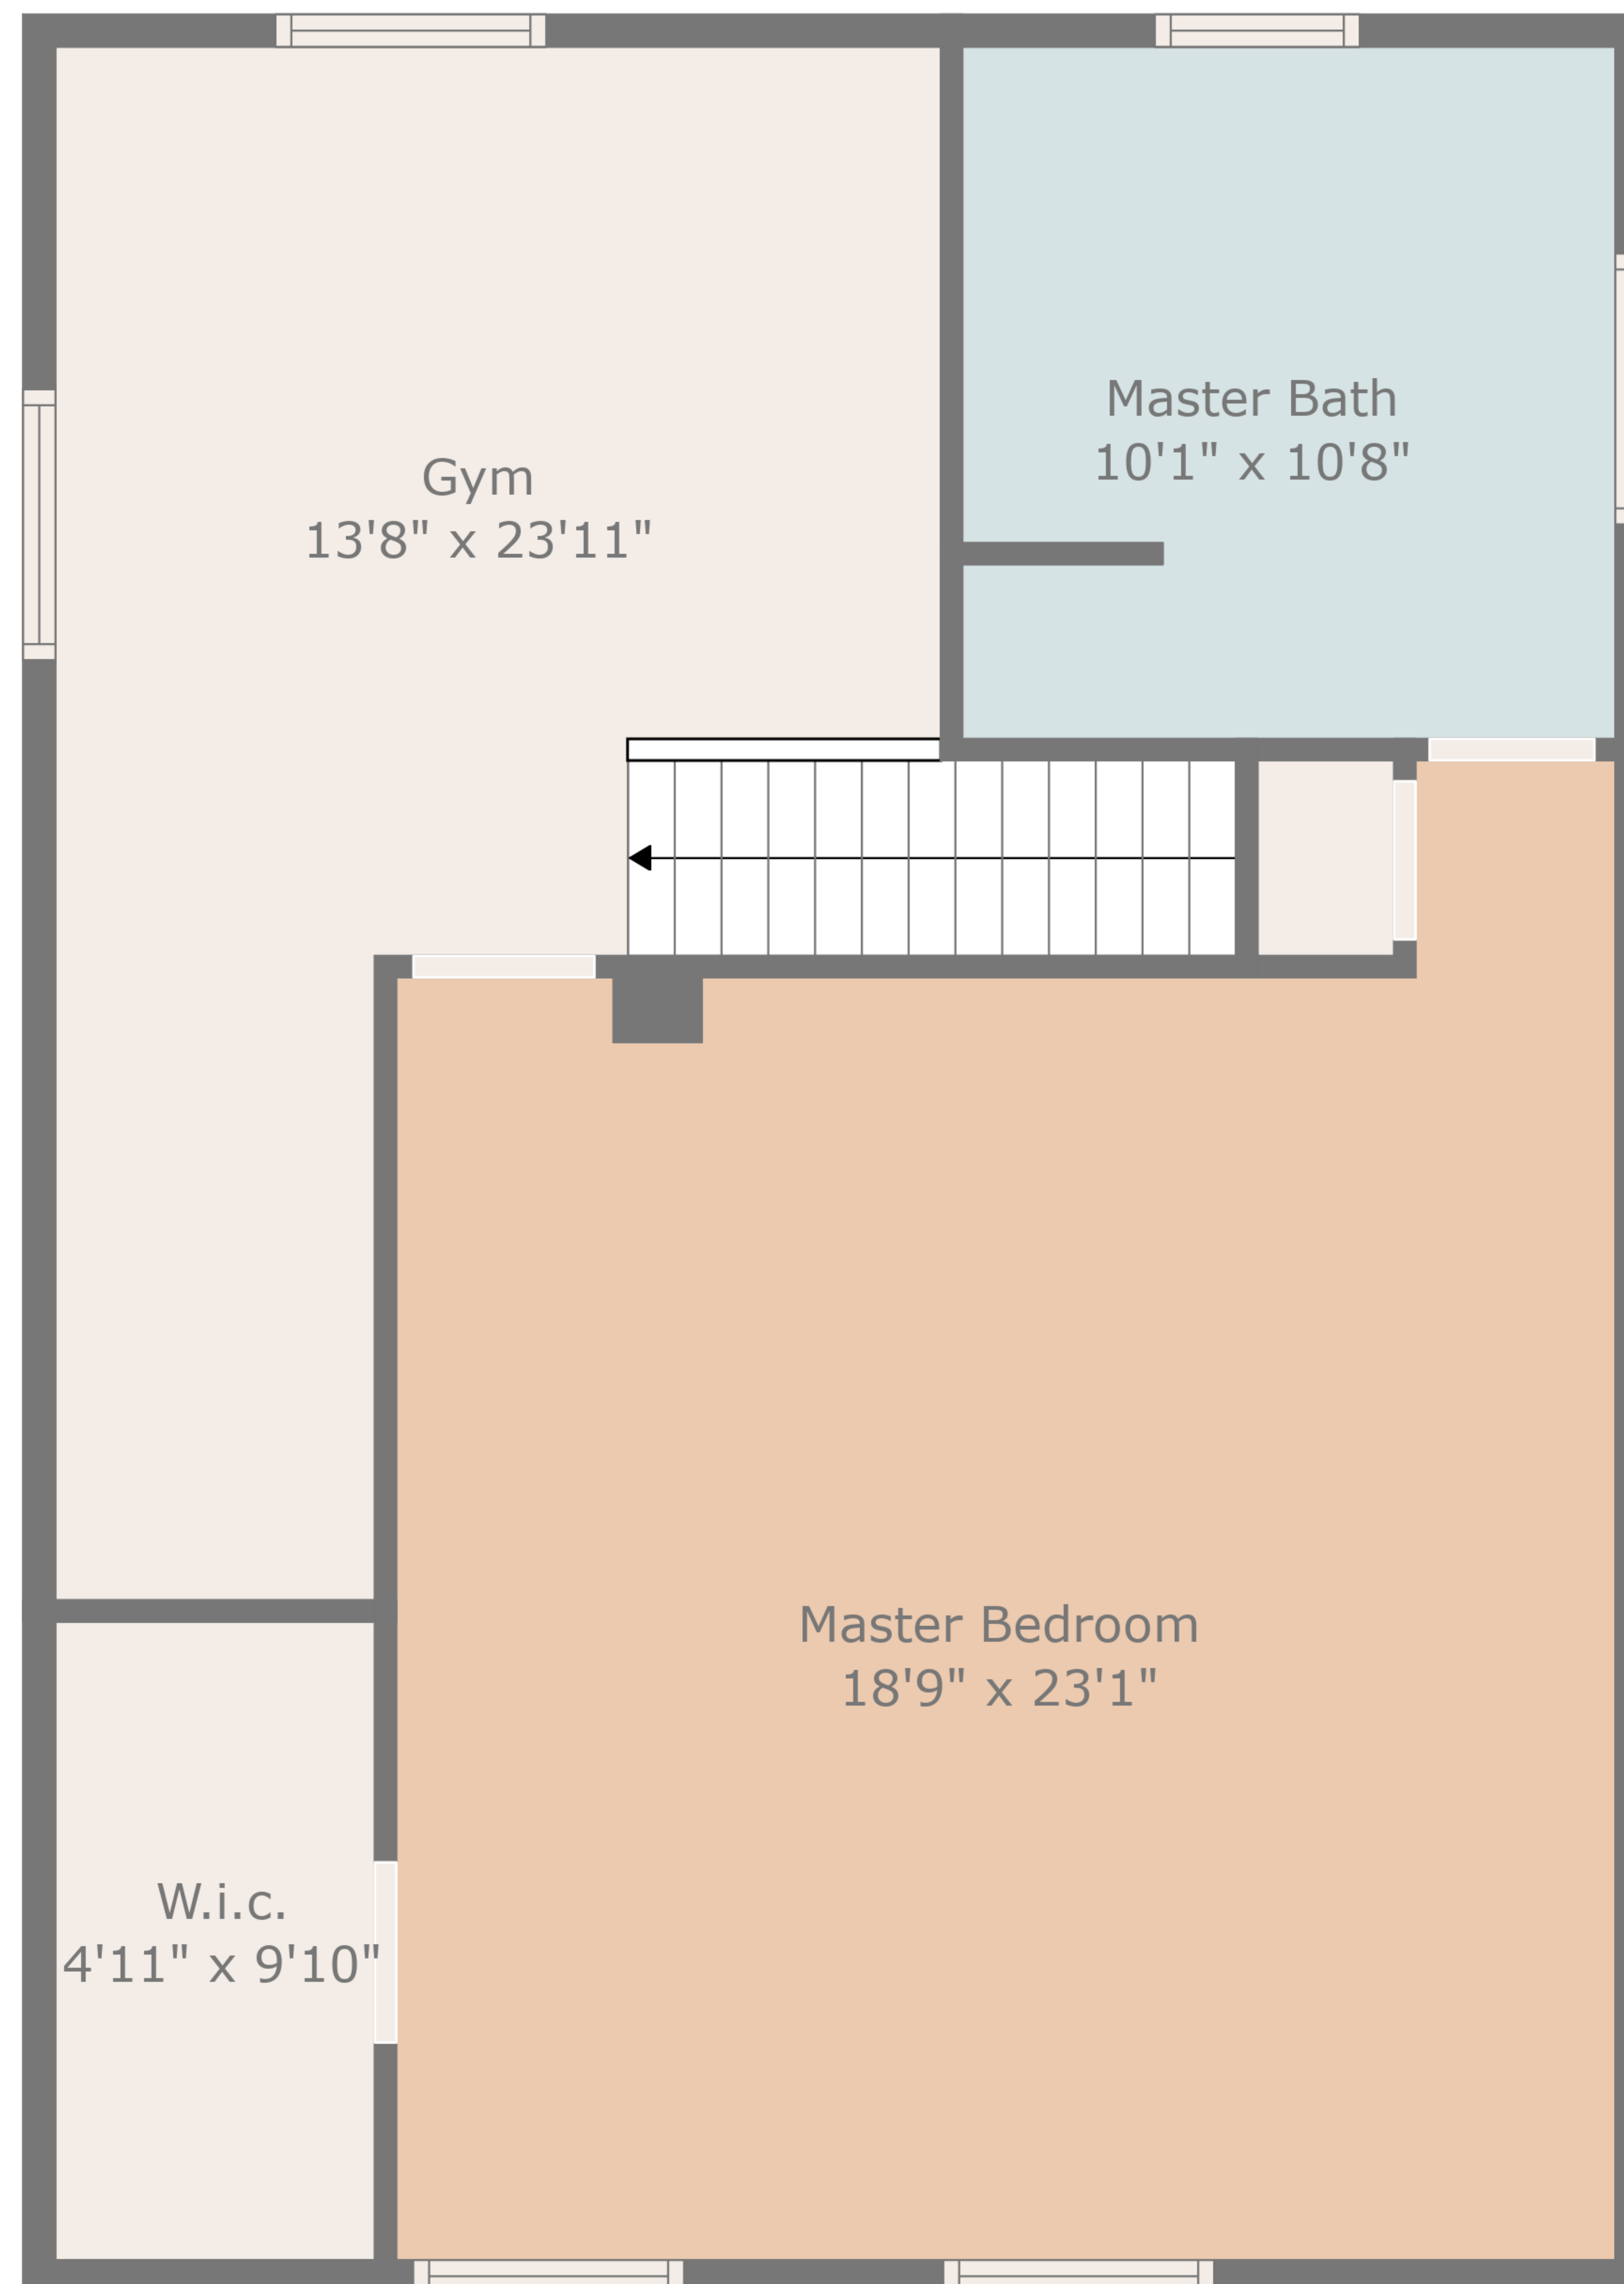 Master Bath
10'1" x 10'8"
Gym
13'8" x 23'11"
Master Bedroom
18'9" x 23'1"
W.i.c.
4'11" x 9'10"